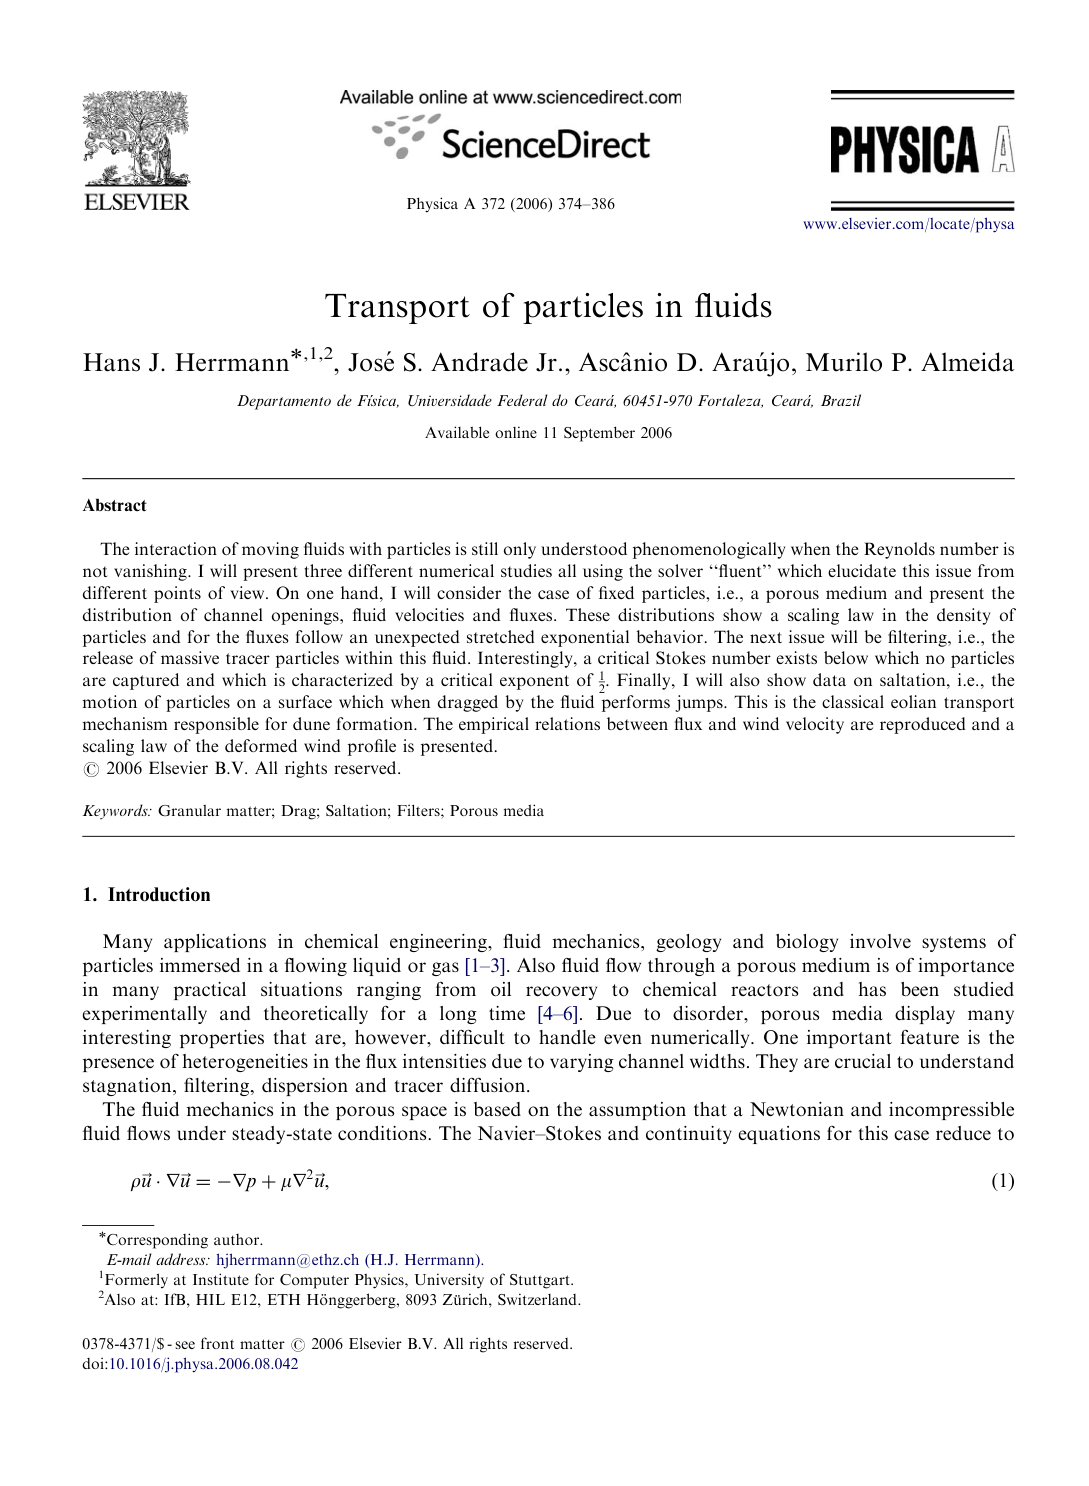 Available online at www.sciencedirect.com
ScienceDirect
ELSEVIER
Physica A 372 (2006) 374–386
PHYSICA A
www.elsevier.com/locate/physa
Transport of particles in fluids
Hans J. Herrmann*,1,2, José S. Andrade Jr., Ascânio D. Araújo, Murilo P. Almeida
Departamento de Física, Universidade Federal do Ceará, 60451-970 Fortaleza, Ceará, Brazil
Available online 11 September 2006
Abstract
The interaction of moving fluids with particles is still only understood phenomenologically when the Reynolds number is
not vanishing. I will present three different numerical studies all using the solver ‘‘fluent’’ which elucidate this issue from
different points of view. On one hand, I will consider the case of fixed particles, i.e., a porous medium and present the
distribution of channel openings, fluid velocities and fluxes. These distributions show a scaling law in the density of
particles and for the fluxes follow an unexpected stretched exponential behavior. The next issue will be filtering, i.e., the
release of massive tracer particles within this fluid. Interestingly, a critical Stokes number exists below which no particles
are captured and which is characterized by a critical exponent of 1/2. Finally, I will also show data on saltation, i.e., the
motion of particles on a surface which when dragged by the fluid performs jumps. This is the classical eolian transport
mechanism responsible for dune formation. The empirical relations between flux and wind velocity are reproduced and a
scaling law of the deformed wind profile is presented.
© 2006 Elsevier B.V. All rights reserved.
Keywords: Granular matter; Drag; Saltation; Filters; Porous media
1. Introduction
Many applications in chemical engineering, fluid mechanics, geology and biology involve systems of
particles immersed in a flowing liquid or gas [1–3]. Also fluid flow through a porous medium is of importance
in many practical situations ranging from oil recovery to chemical reactors and has been studied
experimentally and theoretically for a long time [4–6]. Due to disorder, porous media display many
interesting properties that are, however, difficult to handle even numerically. One important feature is the
presence of heterogeneities in the flux intensities due to varying channel widths. They are crucial to understand
stagnation, filtering, dispersion and tracer diffusion.
The fluid mechanics in the porous space is based on the assumption that a Newtonian and incompressible
fluid flows under steady-state conditions. The Navier–Stokes and continuity equations for this case reduce to
ρu⃗ · ∇u⃗ = −∇p + μ∇²u⃗, (1)
*Corresponding author.
E-mail address: hjherrmann@ethz.ch (H.J. Herrmann).
1Formerly at Institute for Computer Physics, University of Stuttgart.
2Also at: IfB, HIL E12, ETH Hönggerberg, 8093 Zürich, Switzerland.
0378-4371/$ - see front matter © 2006 Elsevier B.V. All rights reserved.
doi:10.1016/j.physa.2006.08.042